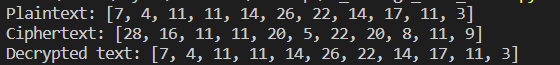 Plaintext: [7, 4, 11, 11, 14, 26, 22, 14, 17, 11, 3]
Ciphertext: [28, 16, 11, 11, 20, 5, 22, 20, 8, 11, 9]
Decrypted text: [7, 4, 11, 11, 14, 26, 22, 14, 17, 11, 3]